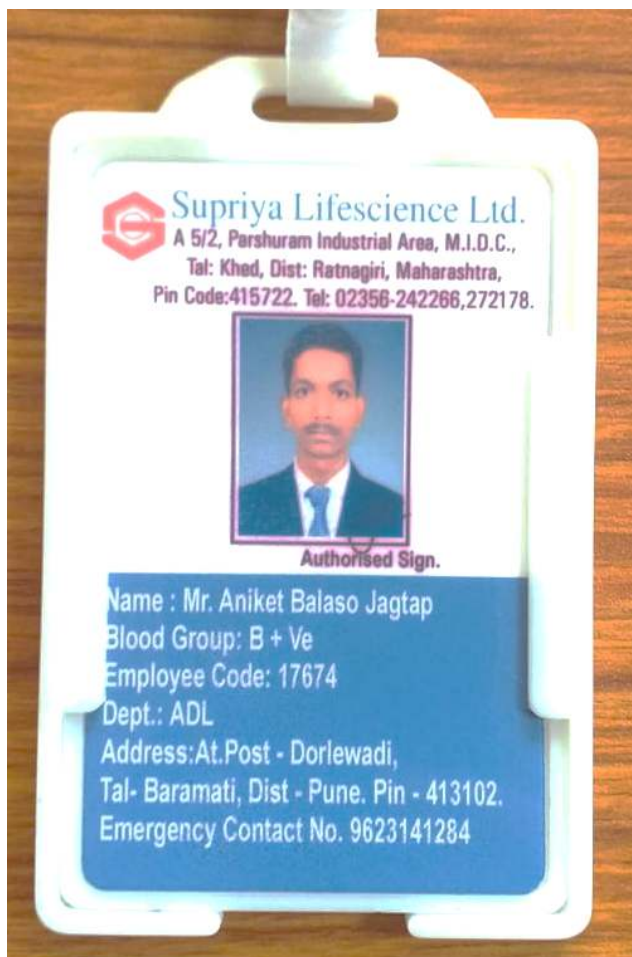 Supriya Lifescience Ltd.
A 5/2, Parshuram Industrial Area, M.I.D.C.,
Tal: Khed, Dist: Ratnagiri, Maharashtra,
Pin Code:415722. Tel: 02356-242266,272178.
Authorised Sign.
Name : Mr. Aniket Balaso Jagtap
Blood Group: B + Ve
Employee Code: 17674
Dept.: ADL
Address:At.Post - Dorlewadi,
Tal- Baramati, Dist - Pune. Pin - 413102.
Emergency Contact No. 9623141284